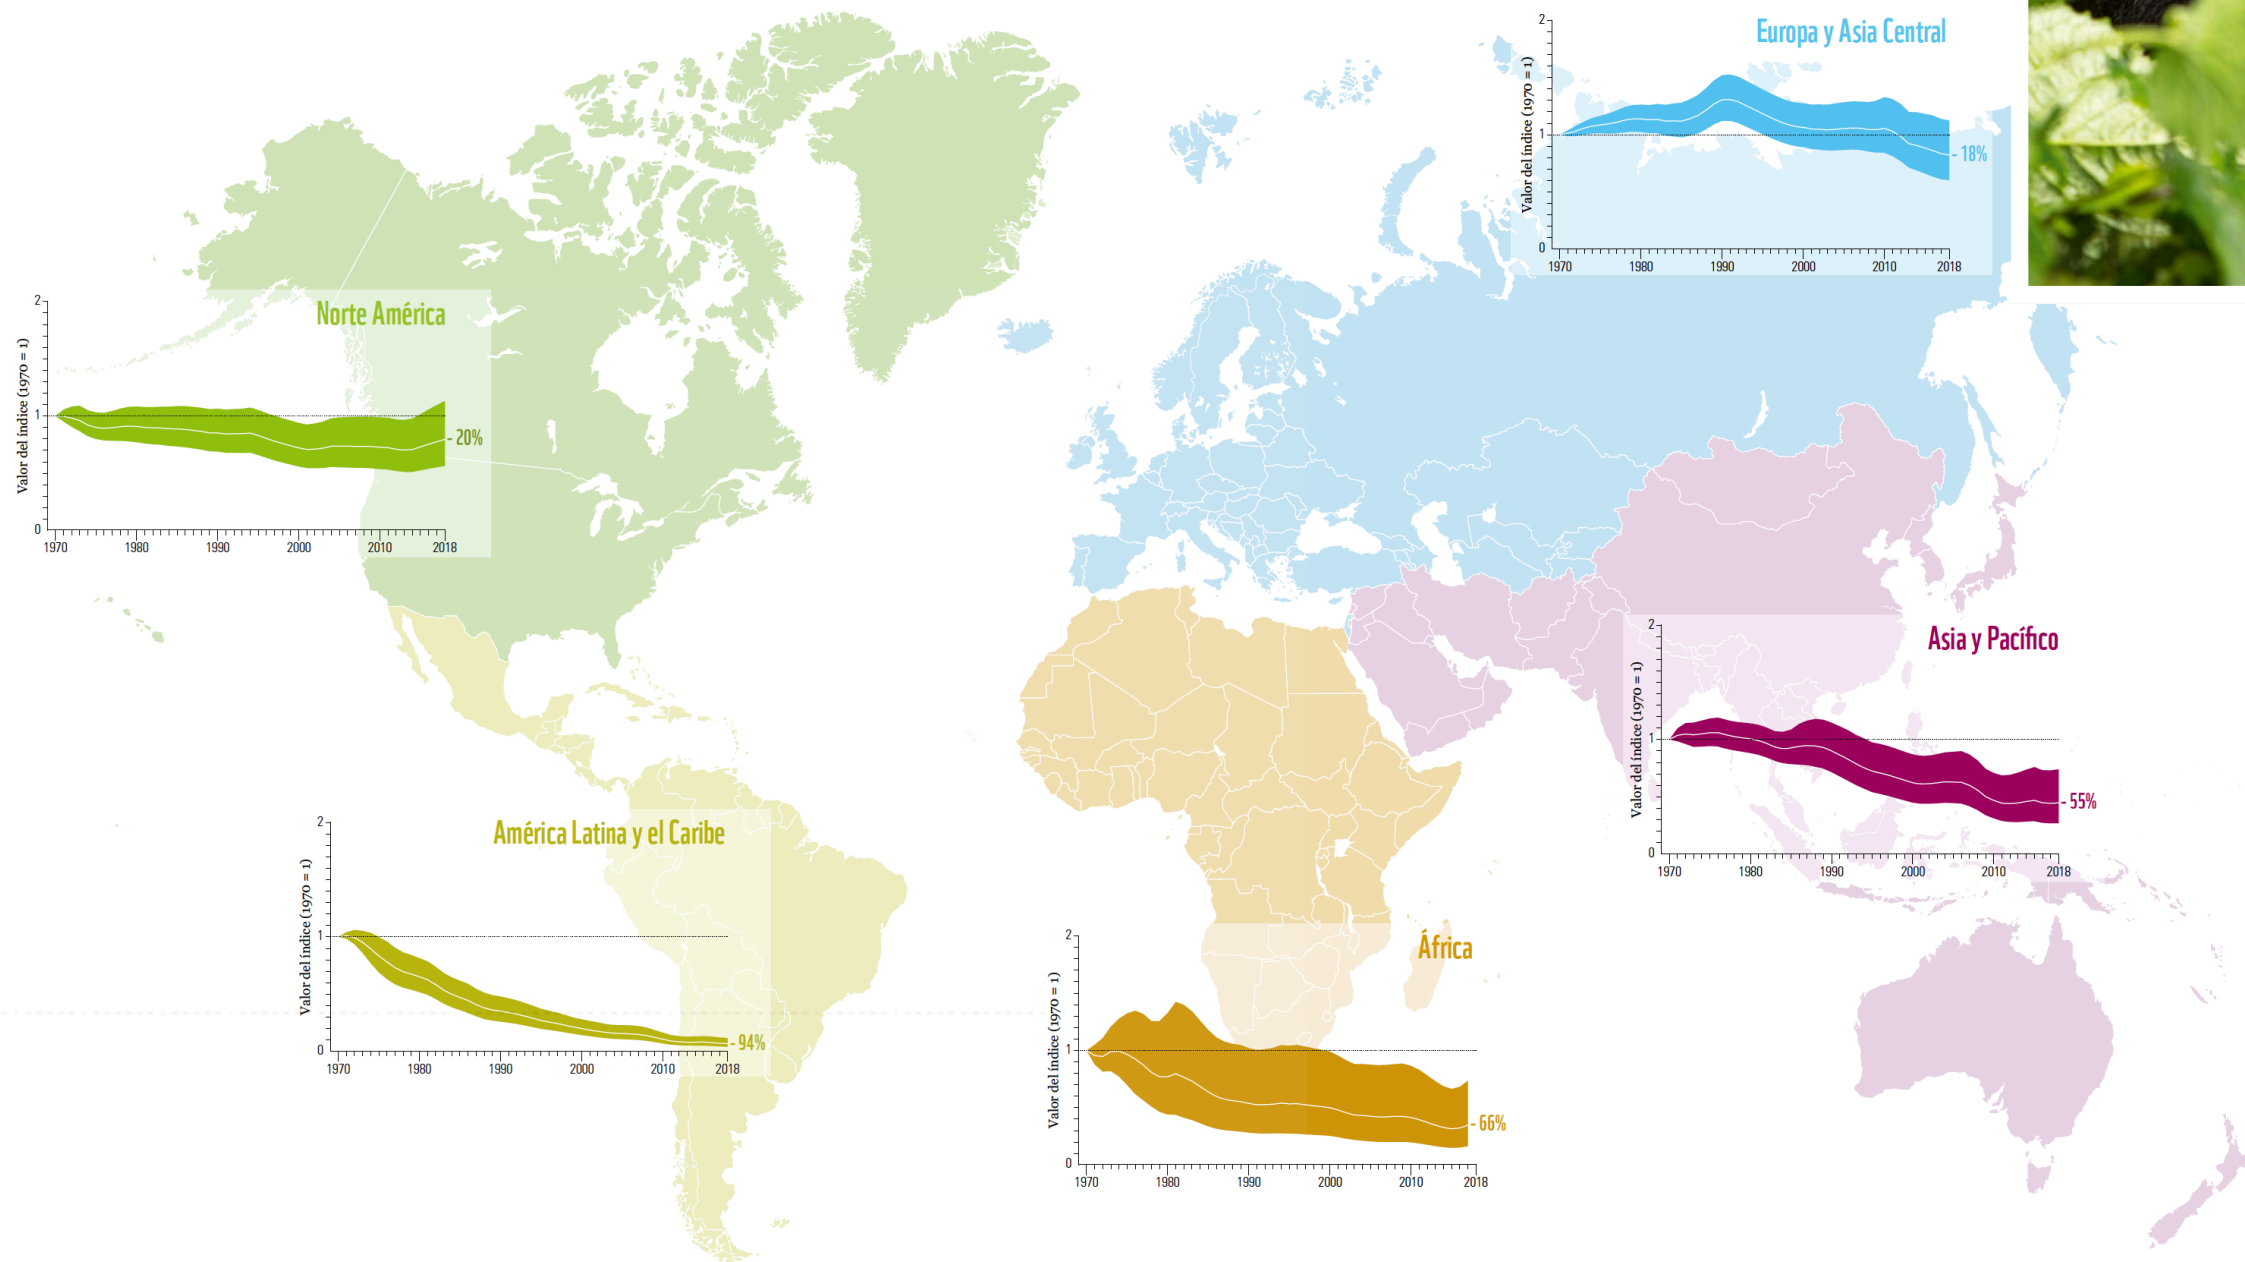 Europa y Asia Central
Valor del índice (1970 = 1)
2
1
0
- 18%
1970 1980 1990 2000 2010 2018
Norte América
Valor del índice (1970 = 1)
2
1
0
- 20%
1970 1980 1990 2000 2010 2018
Asia y Pacífico
Valor del índice (1970 = 1)
2
1
0
- 55%
1970 1980 1990 2000 2010 2018
América Latina y el Caribe
Valor del índice (1970 = 1)
2
1
0
- 94%
1970 1980 1990 2000 2010 2018
África
Valor del índice (1970 = 1)
2
1
0
- 66%
1970 1980 1990 2000 2010 2018